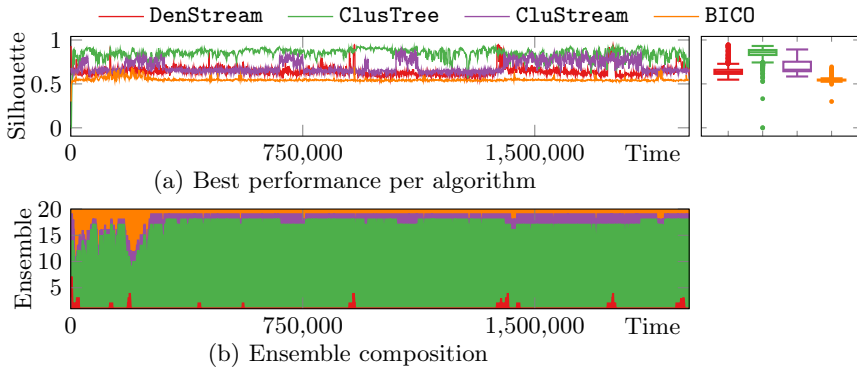 DenStream ClusTree CluStream BICO
Silhouette
1
0.5
0
0 750,000 1,500,000 Time
(a) Best performance per algorithm
Ensemble
20
15
10
5
0 750,000 1,500,000 Time
(b) Ensemble composition